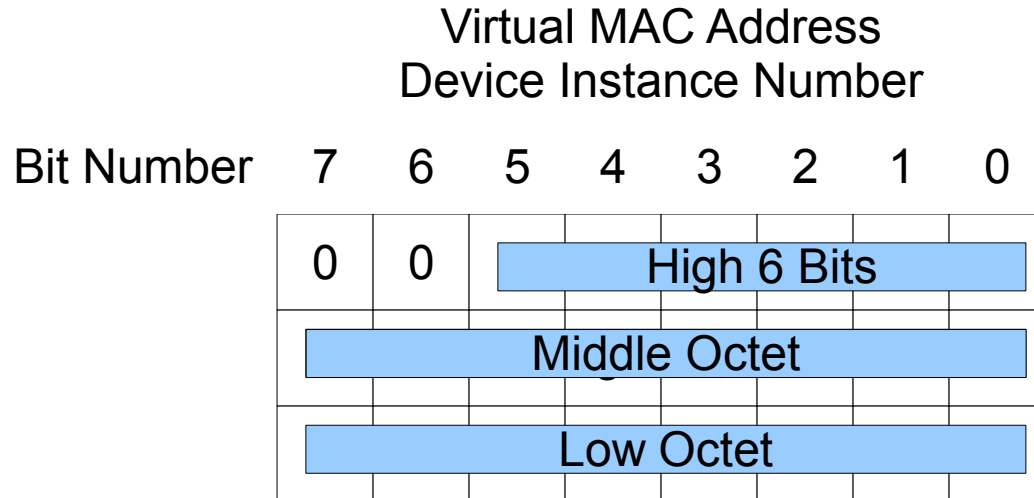 Virtual MAC Address
Device Instance Number
Bit Number 7 6 5 4 3 2 1 0
0 0 High 6 Bits
Middle Octet
Low Octet